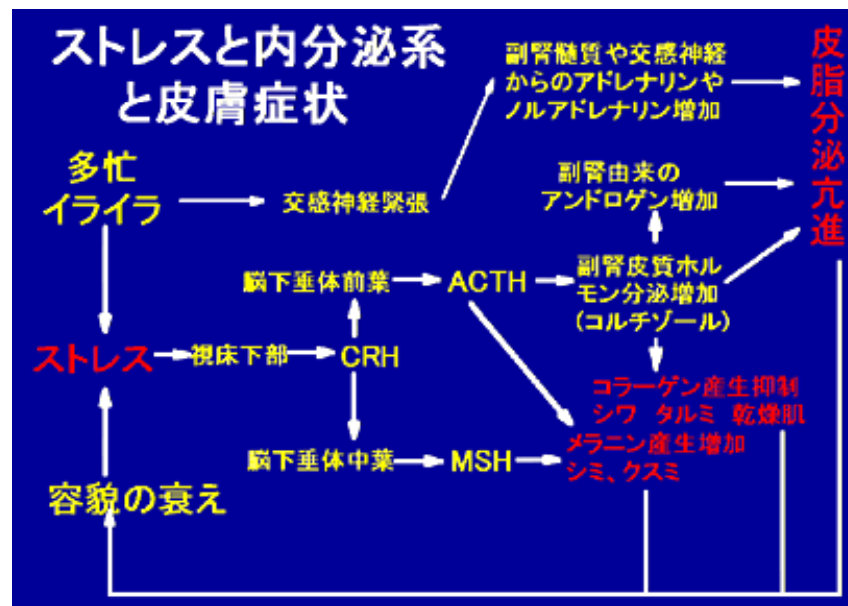 ストレスと内分泌系
と皮膚症状
副腎髄質や交感神経
からのアドレナリンや
ノルアドレナリン増加
皮脂分泌亢進
多忙
イライラ
交感神経緊張
副腎由来の
アンドロゲン増加
脳下垂体前葉
ACTH
副腎皮質ホル
モン分泌増加
(コルチゾール)
ストレス
視床下部
CRH
コラーゲン産生抑制
シワ タルミ 乾燥肌
メラニン産生増加
シミ、クスミ
脳下垂体中葉
MSH
容貌の衰え